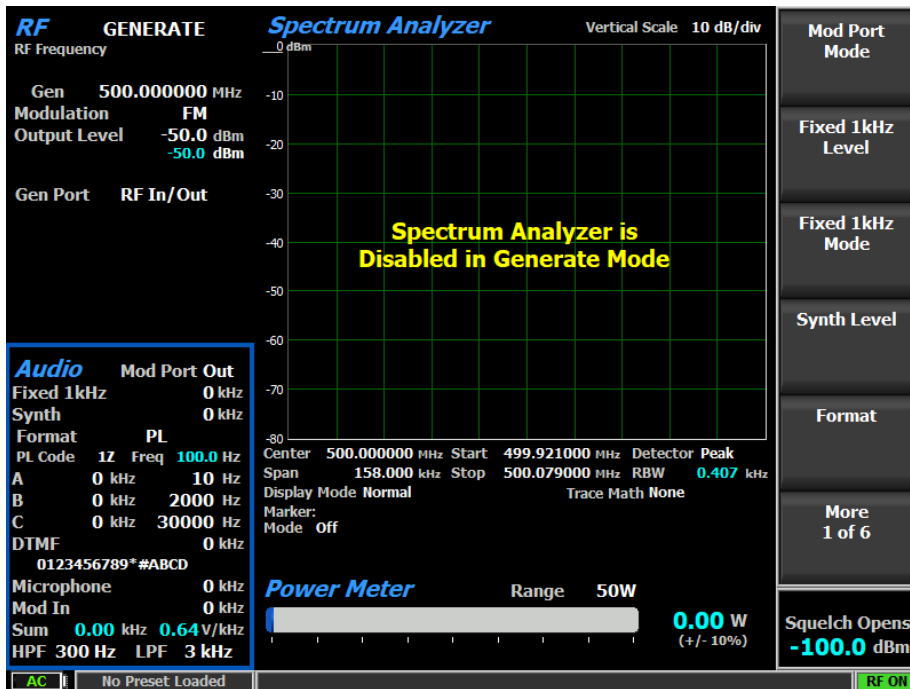 RF GENERATE
RF Frequency
Gen 500.000000 MHz
Modulation FM
Output Level -50.0 dBm
-50.0 dBm
Gen Port RF In/Out
Audio Mod Port Out
Fixed 1kHz 0 kHz
Synth 0 kHz
Format PL
PL Code 1Z Freq 100.0 Hz
A 0 kHz 10 Hz
B 0 kHz 2000 Hz
C 0 kHz 30000 Hz
DTMF 0 kHz
0123456789*#ABCD
Microphone 0 kHz
Mod In 0 kHz
Sum 0.00 kHz 0.64 V/kHz
HPF 300 Hz LPF 3 kHz
Spectrum Analyzer Vertical Scale 10 dB/div
0 dBm
-10
-20
-30
-40
-50
-60
-70
-80
Spectrum Analyzer is
Disabled in Generate Mode
Center 500.000000 MHz Start 499.921000 MHz Detector Peak
Span 158.000 kHz Stop 500.079000 MHz RBW 0.407 kHz
Display Mode Normal Trace Math None
Marker:
Mode Off
Power Meter Range 50W
0.00 W
(+/- 10%)
Mod Port
Mode
Fixed 1kHz
Level
Fixed 1kHz
Mode
Synth Level
Format
More
1 of 6
Squelch Opens
-100.0 dBm
AC No Preset Loaded RF ON